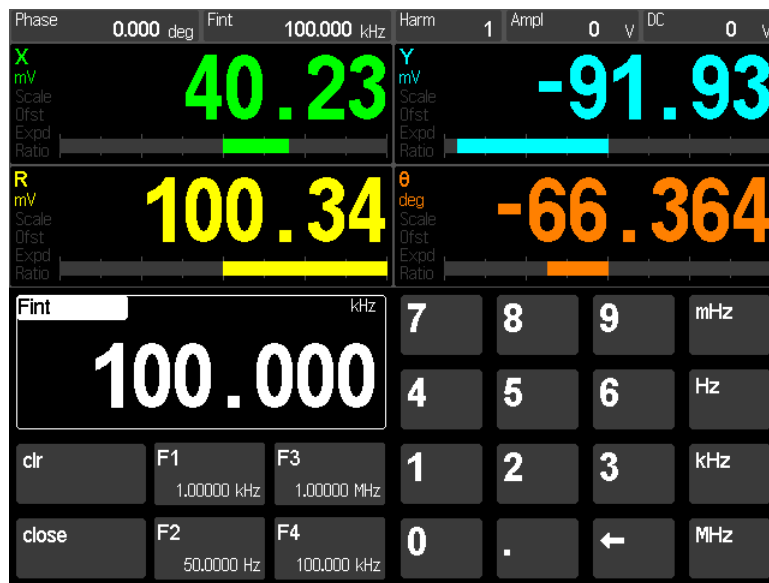 Phase 0.000 deg Fint 100.000 kHz Harm 1 Ampl 0 V DC 0 V
X
mV
Scale
Ofst
Expd
Ratio
40.23
Y
mV
Scale
Ofst
Expd
Ratio
-91.93
R
mV
Scale
Ofst
Expd
Ratio
100.34
θ
deg
Scale
Ofst
Expd
Ratio
-66.364
Fint kHz
100.000
7 8 9 mHz
4 5 6 Hz
clr
F1
1.00000 kHz
F3
1.00000 MHz
1 2 3 kHz
close
F2
50.0000 Hz
F4
100.000 kHz
0 . ← MHz